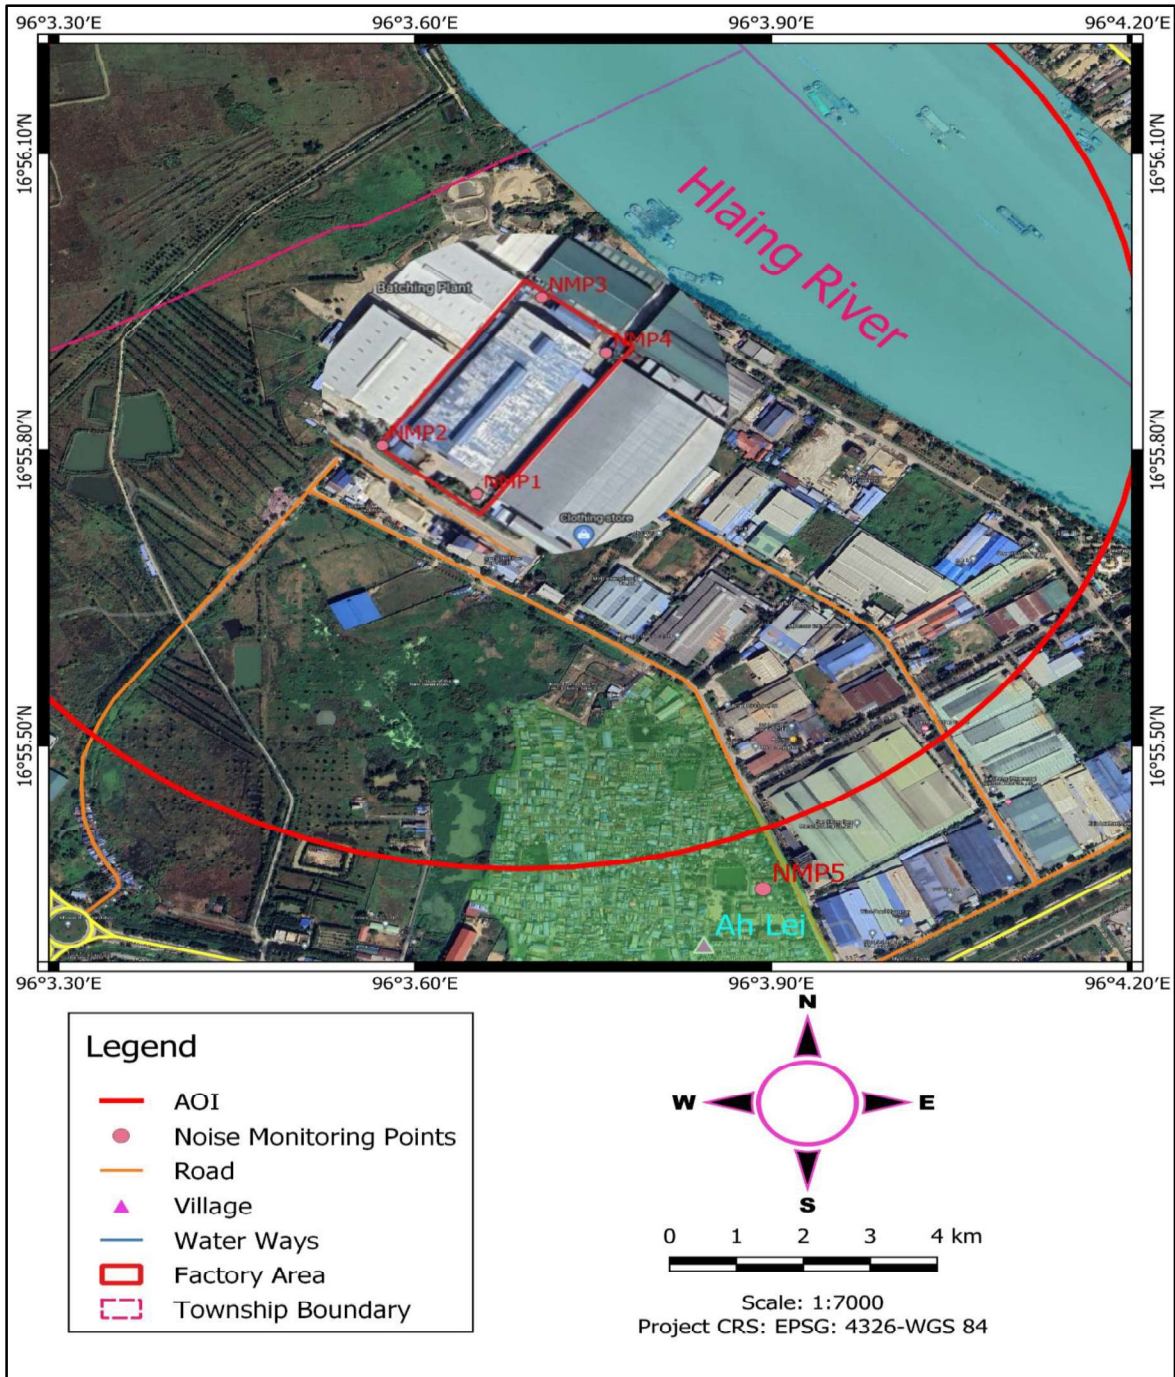 96°3.30′E 96°3.60′E 96°3.90′E 96°4.20′E
16°56.10′N 16°56.10′N
Hlaing River
Batching Plant
NMP3
NMP4
NMP2
16°55.80′N 16°55.80′N
NMP1
Clothing store
16°55.50′N 16°55.50′N
NMP5
Ah Lei
96°3.30′E 96°3.60′E 96°3.90′E 96°4.20′E
Legend
AOI
Noise Monitoring Points
Road
Village
Water Ways
Factory Area
Township Boundary
N
W E
S
0 1 2 3 4 km
Scale: 1:7000
Project CRS: EPSG: 4326-WGS 84